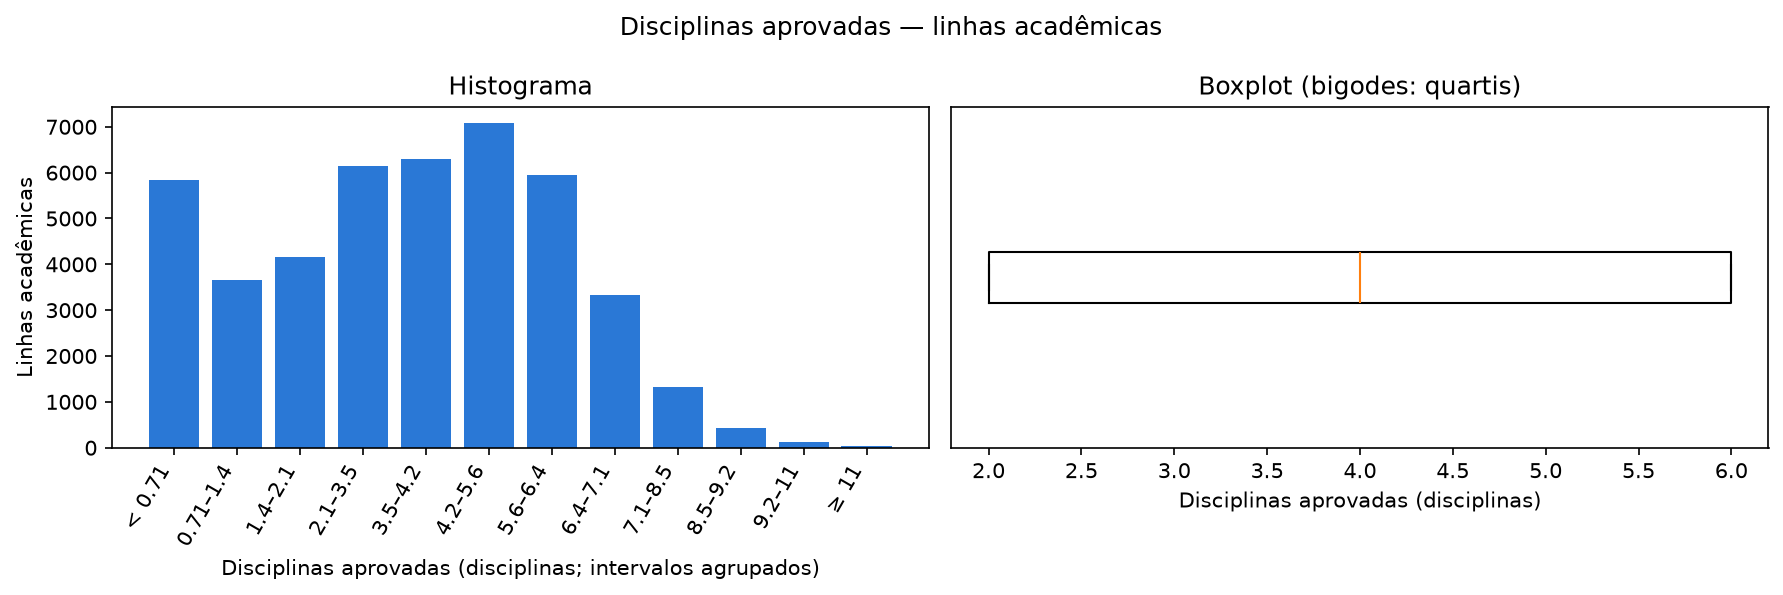 Disciplinas aprovadas — linhas acadêmicas
Histograma
Linhas acadêmicas
7000
6000
5000
4000
3000
2000
1000
0
< 0.71
0.71–1.4
1.4–2.1
2.1–3.5
3.5–4.2
4.2–5.6
5.6–6.4
6.4–7.1
7.1–8.5
8.5–9.2
9.2–11
≥ 11
Disciplinas aprovadas (disciplinas; intervalos agrupados)
Boxplot (bigodes: quartis)
2.0 2.5 3.0 3.5 4.0 4.5 5.0 5.5 6.0
Disciplinas aprovadas (disciplinas)